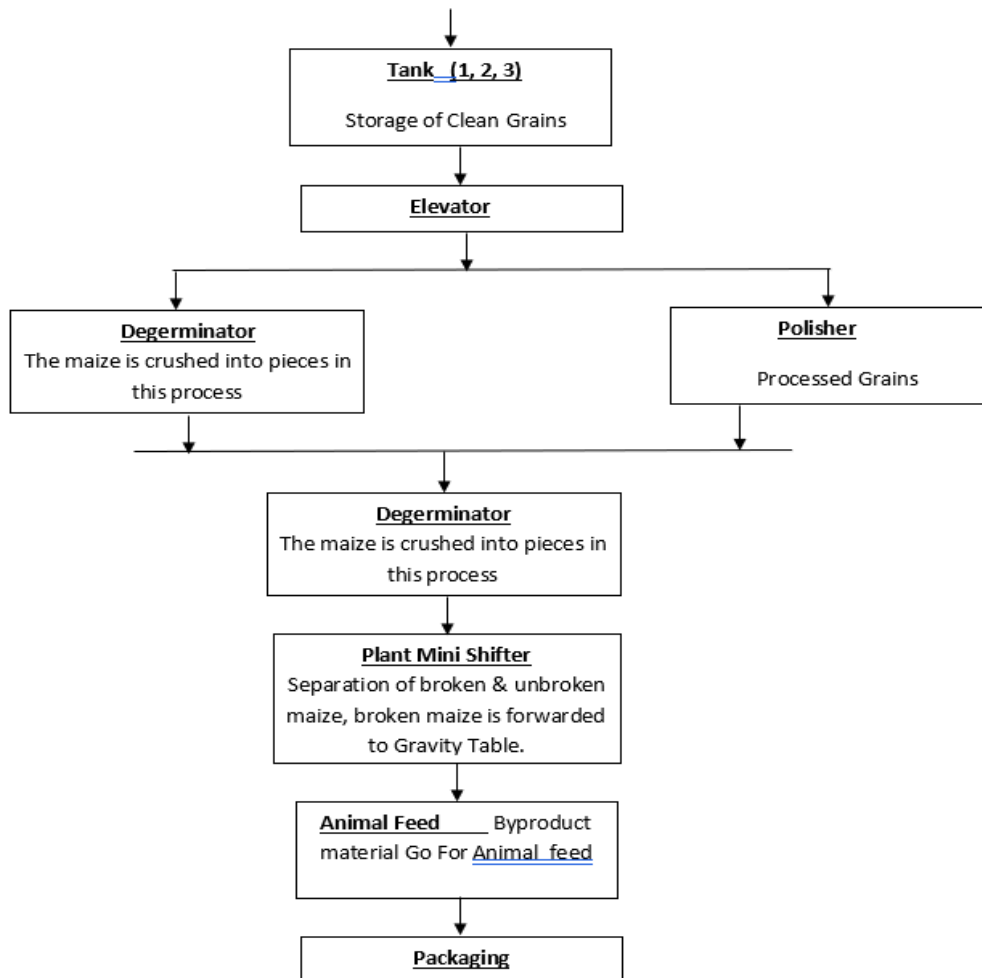 Tank (1, 2, 3)
Storage of Clean Grains
Elevator
Degerminator
The maize is crushed into pieces in
this process
Polisher
Processed Grains
Degerminator
The maize is crushed into pieces in
this process
Plant Mini Shifter
Separation of broken & unbroken
maize, broken maize is forwarded
to Gravity Table.
Animal Feed Byproduct
material Go For Animal feed
Packaging